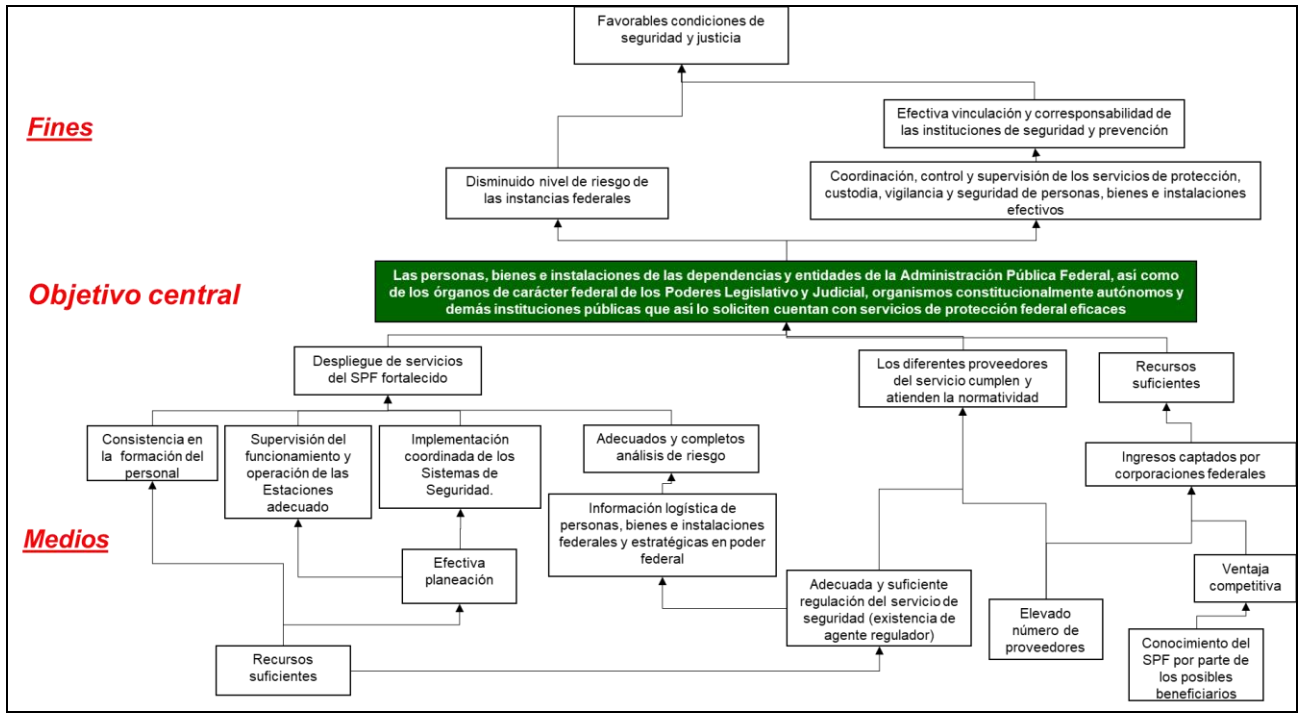 Favorables condiciones de
seguridad y justicia
Fines
Efectiva vinculación y corresponsabilidad de
las instituciones de seguridad y prevención
Disminuido nivel de riesgo de
las instancias federales
Coordinación, control y supervisión de los servicios de protección,
custodia, vigilancia y seguridad de personas, bienes e instalaciones
efectivos
Objetivo central
Las personas, bienes e instalaciones de las dependencias y entidades de la Administración Pública Federal, así como
de los órganos de carácter federal de los Poderes Legislativo y Judicial, organismos constitucionalmente autónomos y
demás instituciones públicas que así lo soliciten cuentan con servicios de protección federal eficaces
Despliegue de servicios
del SPF fortalecido
Los diferentes proveedores
del servicio cumplen y
atienden la normatividad
Recursos
suficientes
Consistencia en
la formación del
personal
Supervisión del
funcionamiento y
operación de las
Estaciones
adecuado
Implementación
coordinada de los
Sistemas de
Seguridad.
Adecuados y completos
análisis de riesgo
Ingresos captados por
corporaciones federales
Medios
Información logística de
personas, bienes e instalaciones
federales y estratégicas en poder
federal
Efectiva
planeación
Adecuada y suficiente
regulación del servicio de
seguridad (existencia de
agente regulador)
Elevado
número de
proveedores
Ventaja
competitiva
Recursos
suficientes
Conocimiento del
SPF por parte de
los posibles
beneficiarios